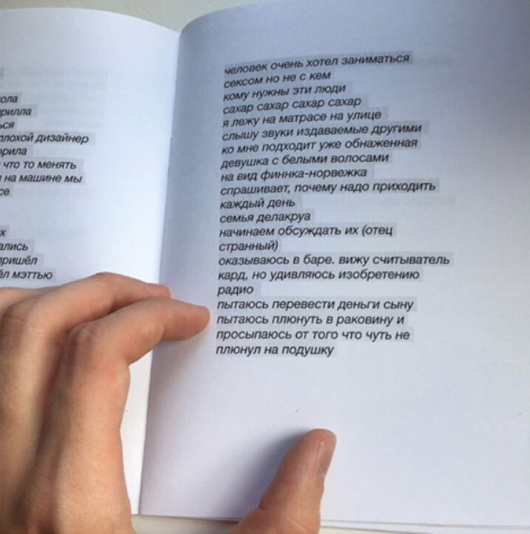 ола
рилла
ься
плохой дизайнер
орила
что то менять
на машине мы
се
х
ались
пришёл
ёл мэттью
человек очень хотел заниматься
сексом но не с кем
кому нужны эти люди
сахар сахар сахар сахар
я лежу на матрасе на улице
слышу звуки издаваемые другими
ко мне подходит уже обнаженная
девушка с белыми волосами
на вид финнка-норвежка
спрашивает, почему надо приходить
каждый день
семья делакруа
начинаем обсуждать их (отец
странный)
оказываюсь в баре. вижу считыватель
кард, но удивляюсь изобретению
радио
пытаюсь перевести деньги сыну
пытаюсь плюнуть в раковину и
просыпаюсь от того что чуть не
плюнул на подушку